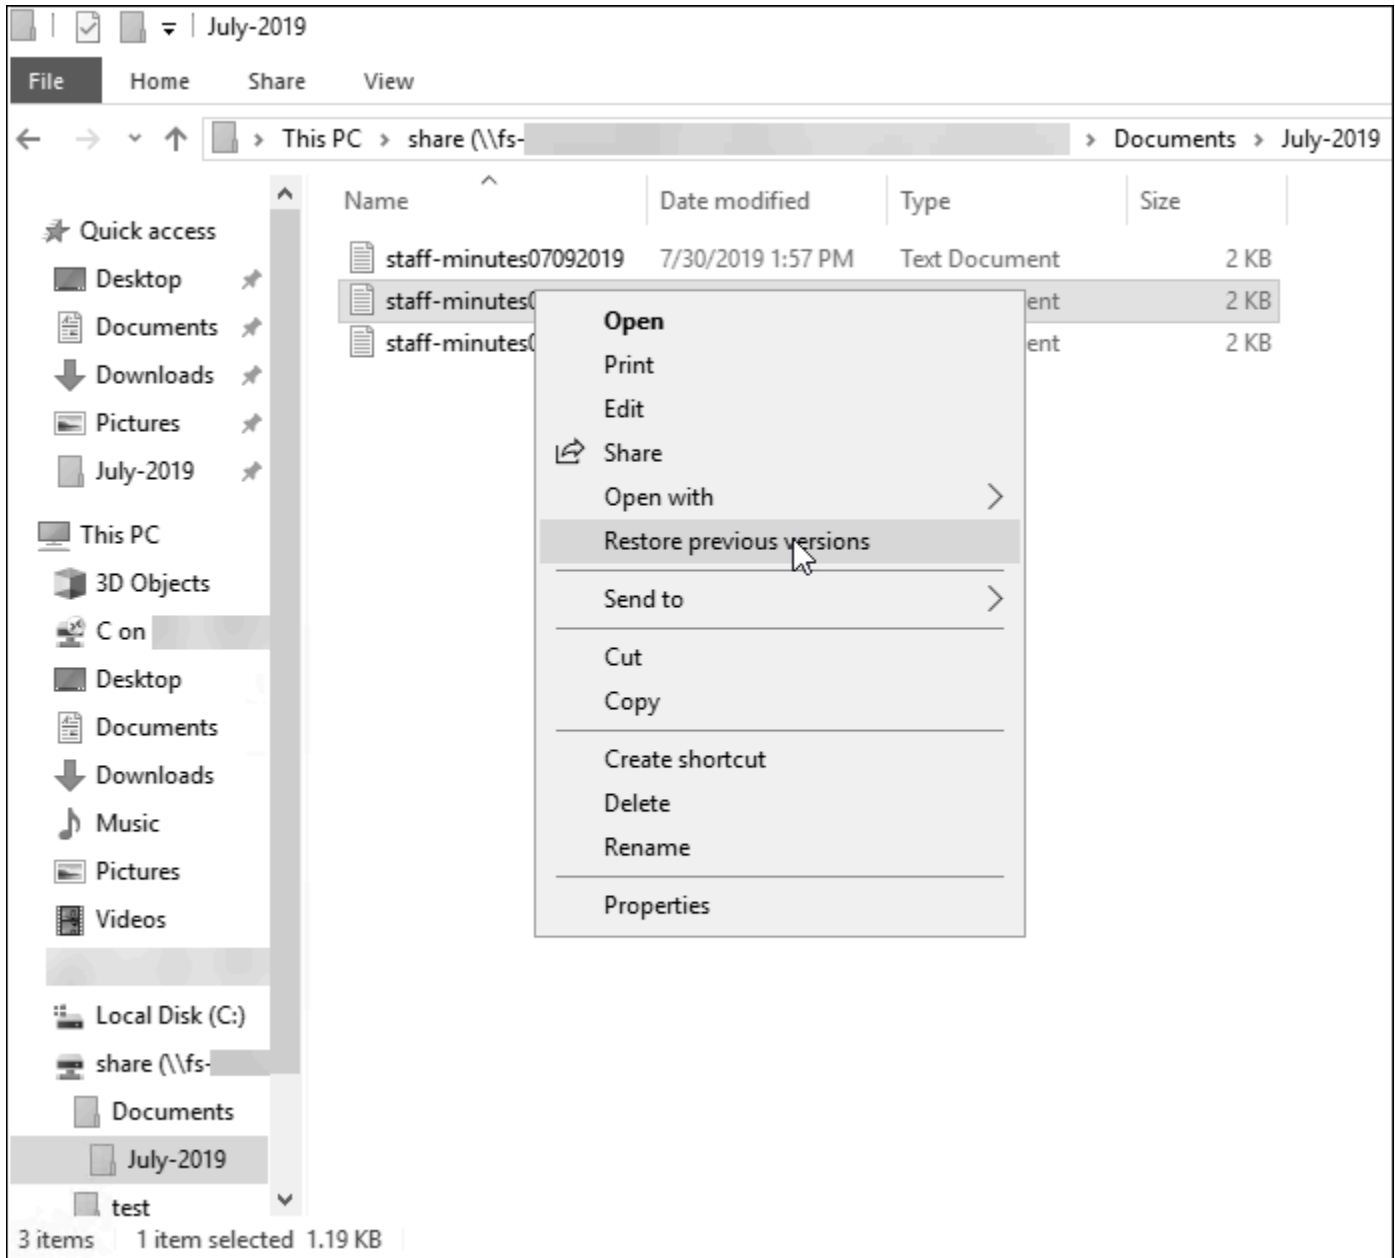 July-2019
File Home Share View
This PC > share (\\fs- > Documents > July-2019
Name Date modified Type Size
Quick access
Desktop
Documents
Downloads
Pictures
July-2019
This PC
3D Objects
C on
Desktop
Documents
Downloads
Music
Pictures
Videos
Local Disk (C:)
share (\\fs-
Documents
July-2019
test
staff-minutes07092019 7/30/2019 1:57 PM Text Document 2 KB
staff-minutes0 ent 2 KB
staff-minutes0 ent 2 KB
Open
Print
Edit
Share
Open with
Restore previous versions
Send to
Cut
Copy
Create shortcut
Delete
Rename
Properties
3 items 1 item selected 1.19 KB